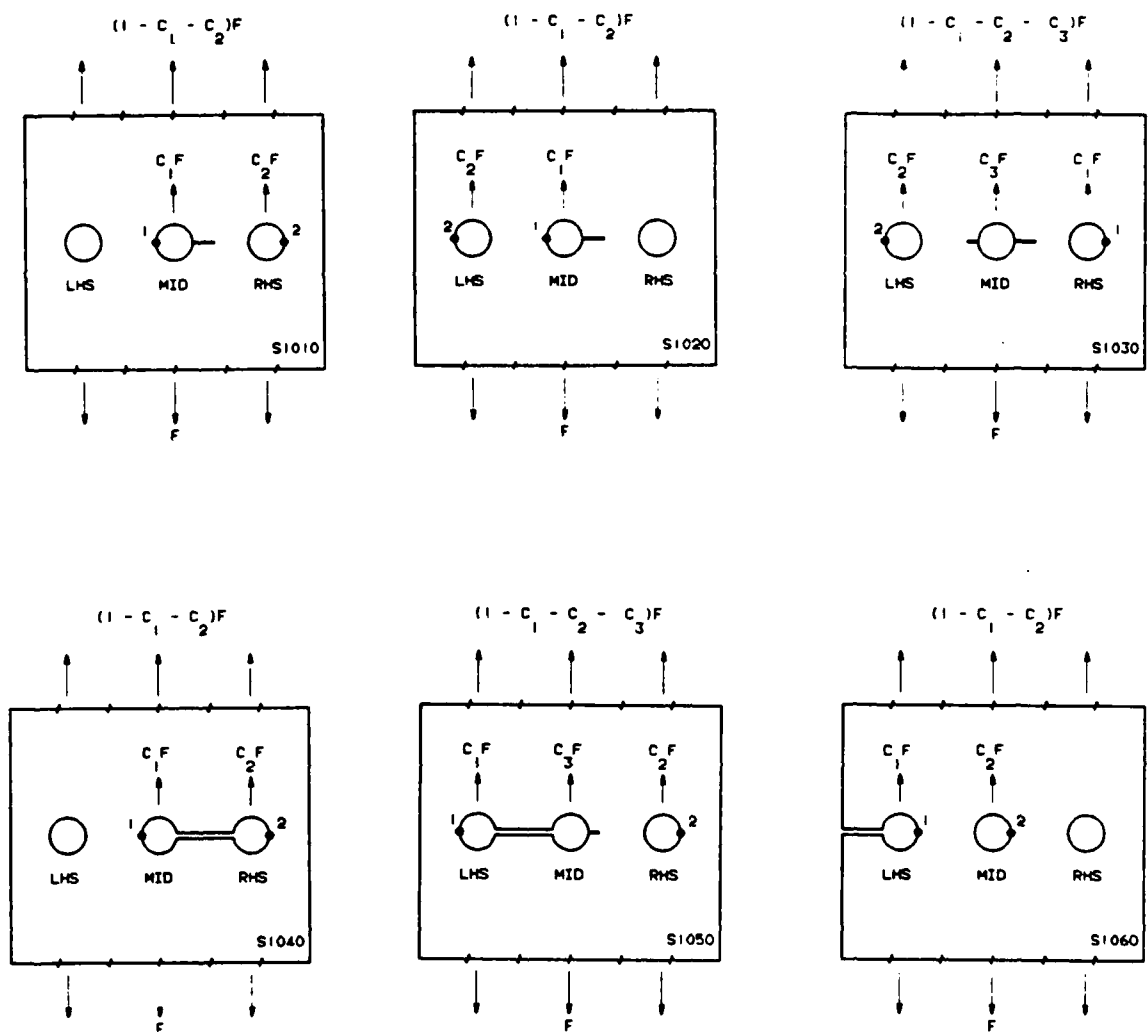 (1 - C₁ - C₂)F
C₁F C₂F
1 2
LHS MID RHS
S1010
F
(1 - C₁ - C₂)F
C₂F C₁F
2 1
LHS MID RHS
S1020
F
(1 - C₁ - C₂ - C₃)F
C₂F C₃F C₁F
2 1
LHS MID RHS
S1030
F
(1 - C₁ - C₂)F
C₁F C₂F
1 2
LHS MID RHS
S1040
F
(1 - C₁ - C₂ - C₃)F
C₁F C₃F C₂F
1 2
LHS MID RHS
S1050
F
(1 - C₁ - C₂)F
C₁F C₂F
1 2
LHS MID RHS
S1060
F